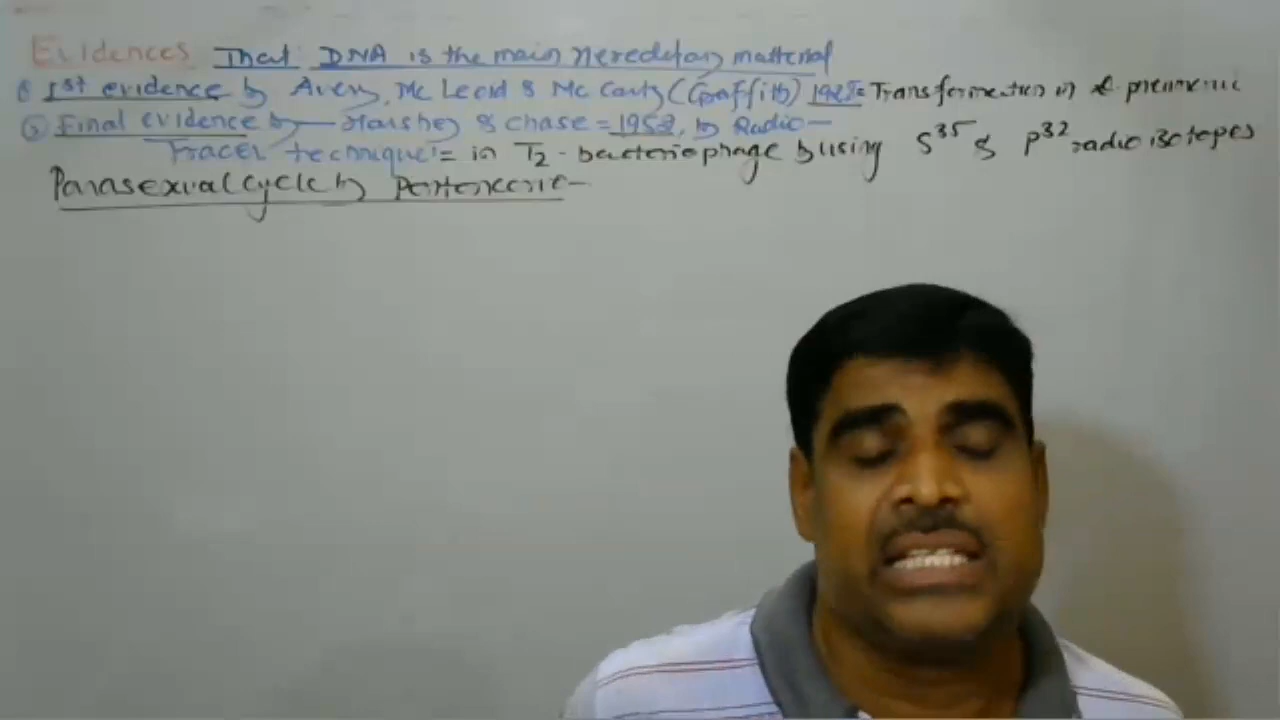 Evidences That DNA is the main Hereditary material
① 1st evidence by Avery, Mc Leod & Mc Carty (Griffith) 1928 = Transformation in pneumonic
② Final evidence by — Harshey & Chase = 1952, by Radio—
Tracer technique = in T2-bacteriophage by using S35 & P32 radio isotopes
Parasexual cycle by